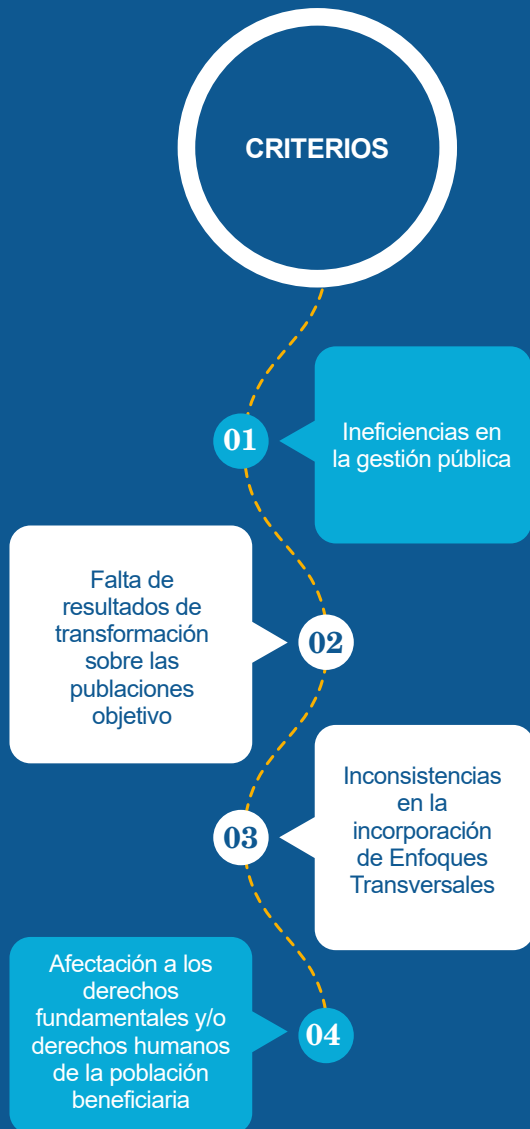 CRITERIOS
01
Ineficiencias en
la gestión pública
Falta de
resultados de
transformación
sobre las
publaciones
objetivo
02
03
Inconsistencias
en la
incorporación
de Enfoques
Transversales
Afectación a los
derechos
fundamentales y/o
derechos humanos
de la población
beneficiaria
04